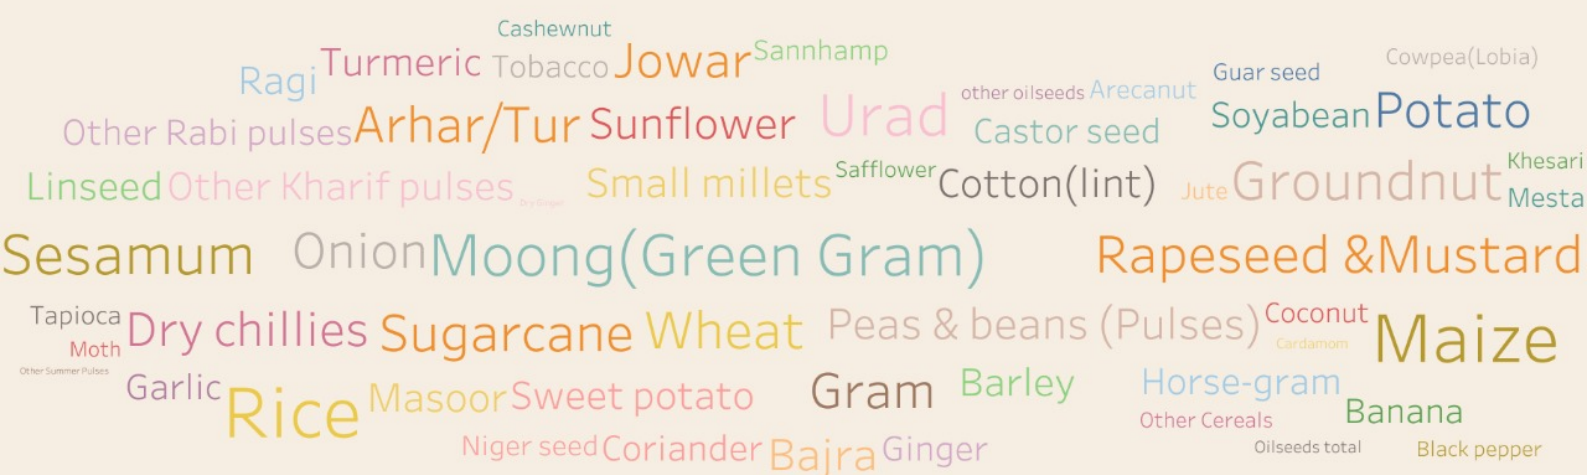 Cashewnut
Ragi Turmeric Tobacco Jowar Sannhamp
Guar seed Cowpea(Lobia)
Other Rabi pulses Arhar/Tur Sunflower Urad other oilseeds Arecanut
Castor seed Soyabean Potato
Linseed Other Kharif pulses Dry Ginger Small millets Safflower Cotton(lint) Jute Groundnut Khesari
Mesta
Sesamum Onion Moong(Green Gram) Rapeseed &Mustard
Tapioca Dry chillies Sugarcane Wheat Peas & beans (Pulses) Coconut Maize
Moth Cardamom
Other Summer Pulses
Garlic Rice Masoor Sweet potato Gram Barley Horse-gram
Other Cereals Banana
Niger seed Coriander Bajra Ginger Oilseeds total Black pepper